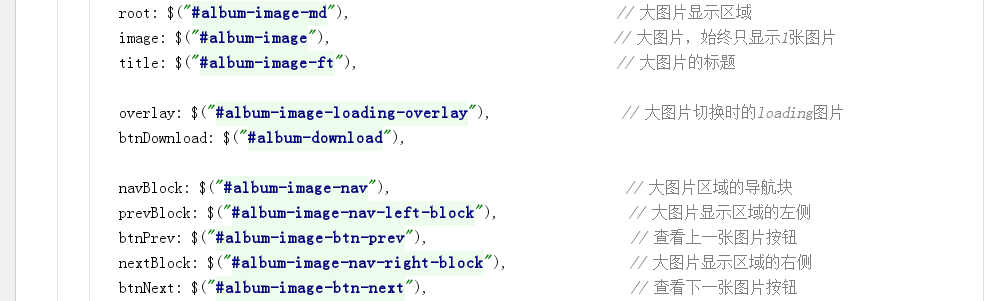 root: $("#album-image-md"), // 大图片显示区域
image: $("#album-image"), // 大图片，始终只显示1张图片
title: $("#album-image-ft"), // 大图片的标题
overlay: $("#album-image-loading-overlay"), // 大图片切换时的loading图片
btnDownload: $("#album-download"),
navBlock: $("#album-image-nav"), // 大图片区域的导航块
prevBlock: $("#album-image-nav-left-block"), // 大图片显示区域的左侧
btnPrev: $("#album-image-btn-prev"), // 查看上一张图片按钮
nextBlock: $("#album-image-nav-right-block"), // 大图片显示区域的右侧
btnNext: $("#album-image-btn-next"), // 查看下一张图片按钮